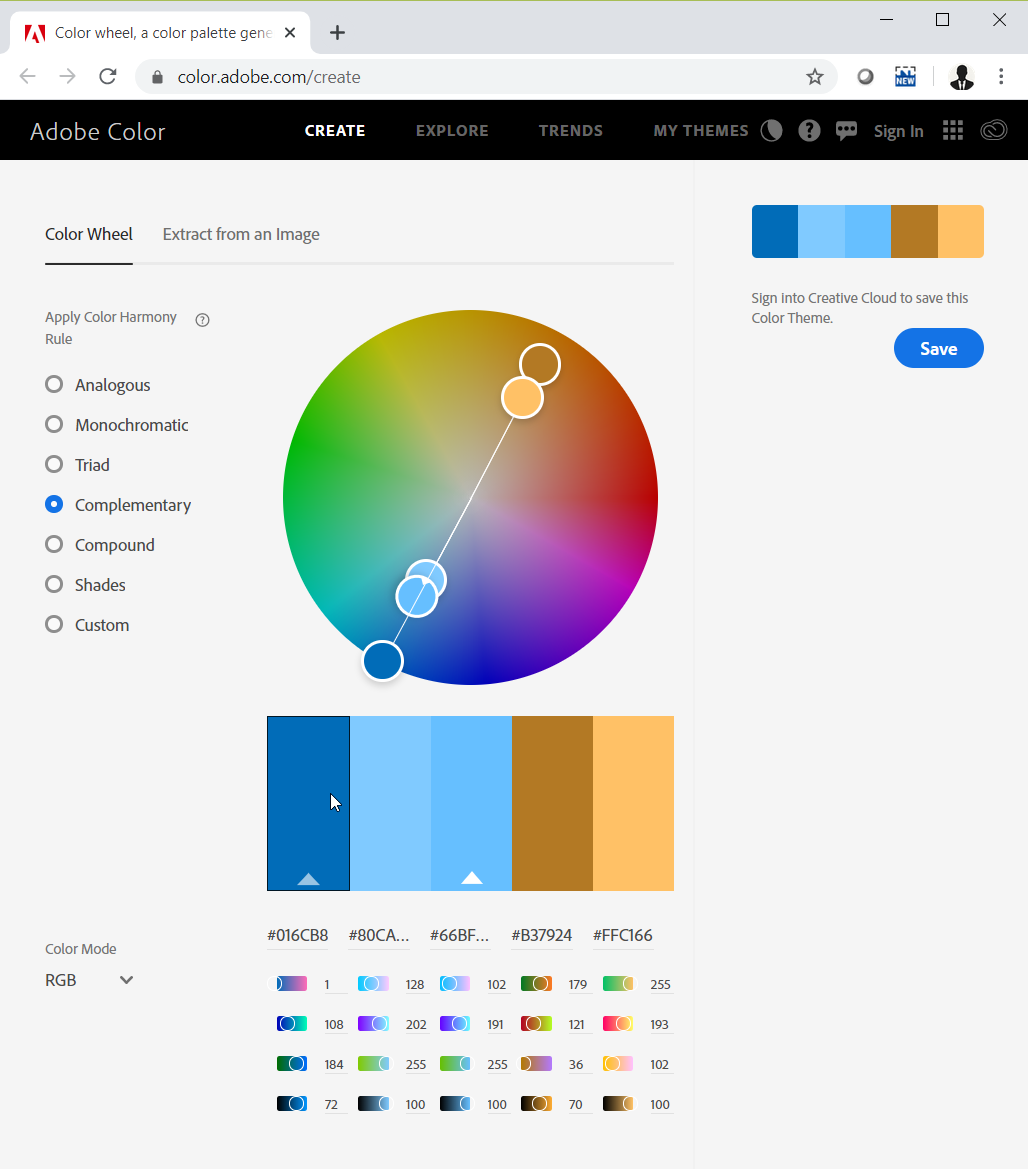 Color wheel, a color palette gene
color.adobe.com/create
NEW
Adobe Color
CREATE
EXPLORE
TRENDS
MY THEMES
?
Sign In
Color Wheel
Extract from an Image
Sign into Creative Cloud to save this
Color Theme.
Save
Apply Color Harmony
Rule
?
Analogous
Monochromatic
Triad
Complementary
Compound
Shades
Custom
#016CB8 #80CA... #66BF... #B37924 #FFC166
Color Mode
RGB
1 128 102 179 255
108 202 191 121 193
184 255 255 36 102
72 100 100 70 100